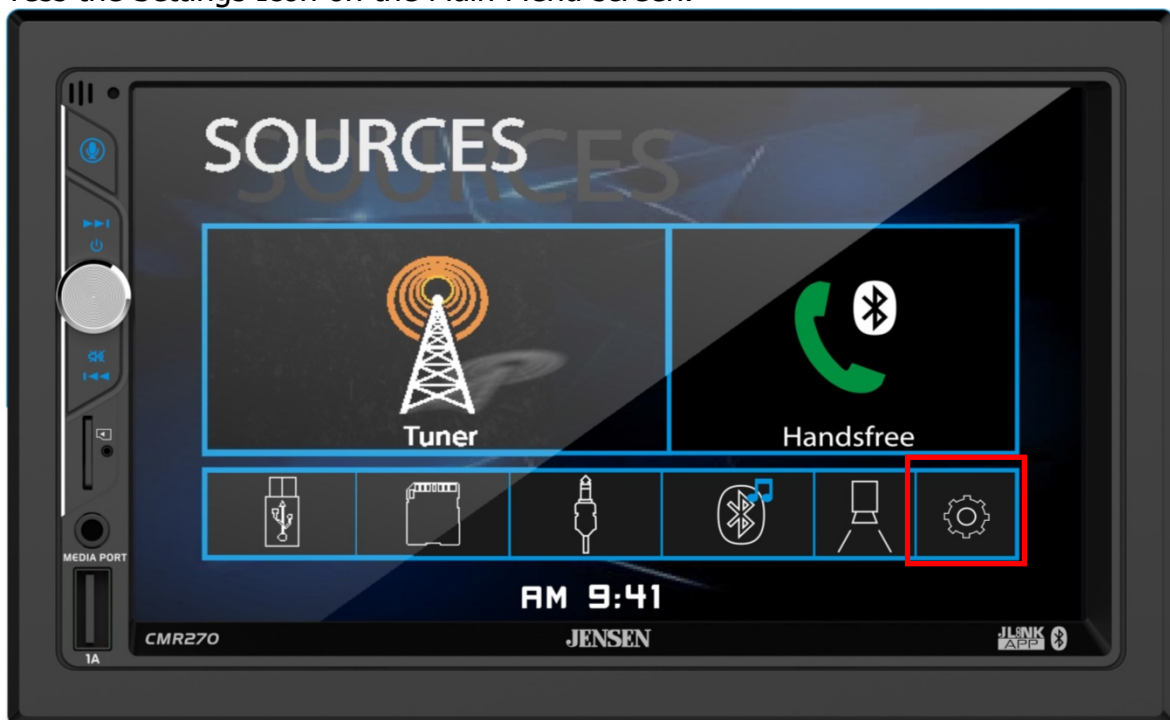 ress the Settings Icon on the Main Menu Screen.
SOURCES
SOURCES
Tuner
Handsfree
MEDIA PORT
AM 9:41
CMR270
JENSEN
JLINK
APP
1A